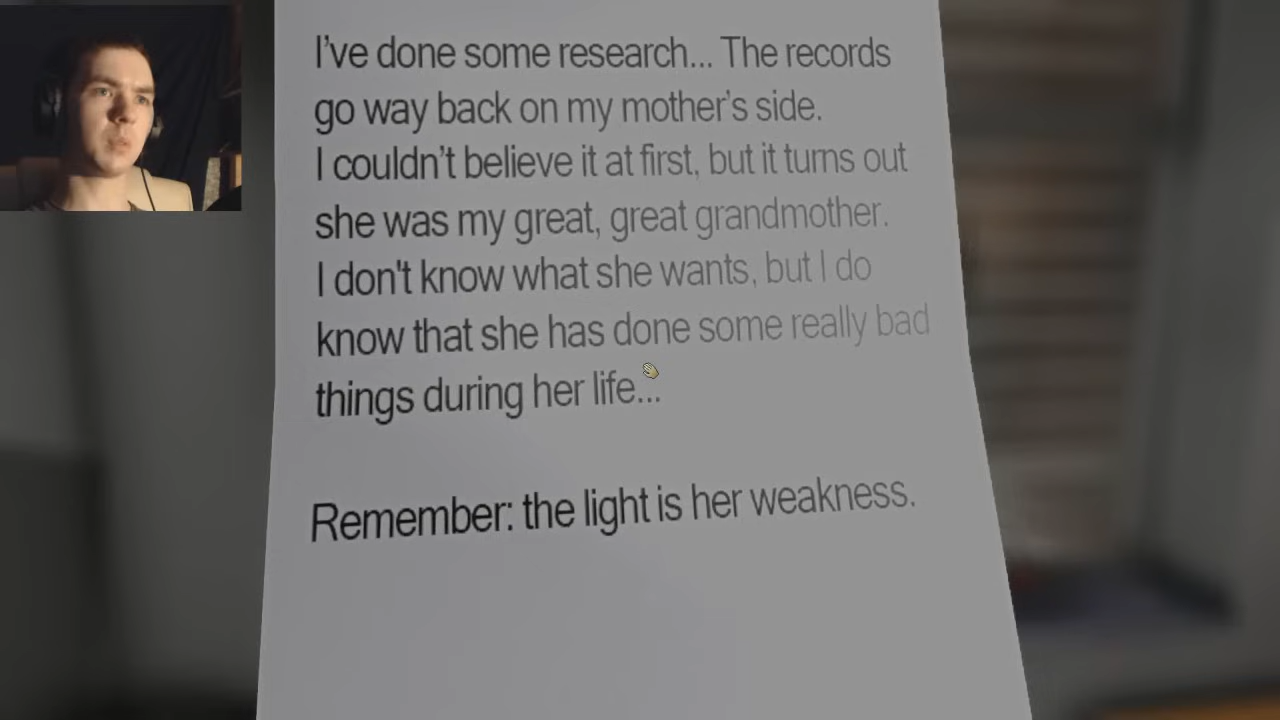 I've done some research... The records
go way back on my mother's side.
I couldn't believe it at first, but it turns out
she was my great, great grandmother.
I don't know what she wants, but I do
know that she has done some really bad
things during her life...
Remember: the light is her weakness.